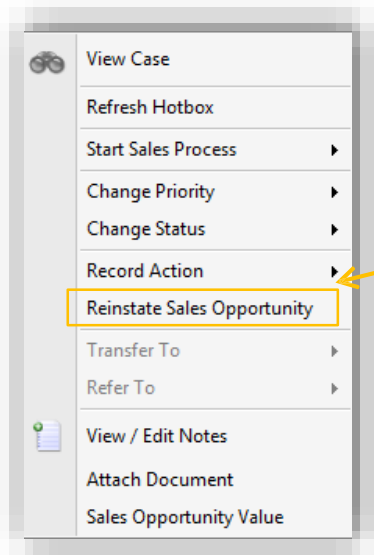 View Case
Refresh Hotbox
Start Sales Process
Change Priority
Change Status
Record Action
Reinstate Sales Opportunity
Transfer To
Refer To
View / Edit Notes
Attach Document
Sales Opportunity Value